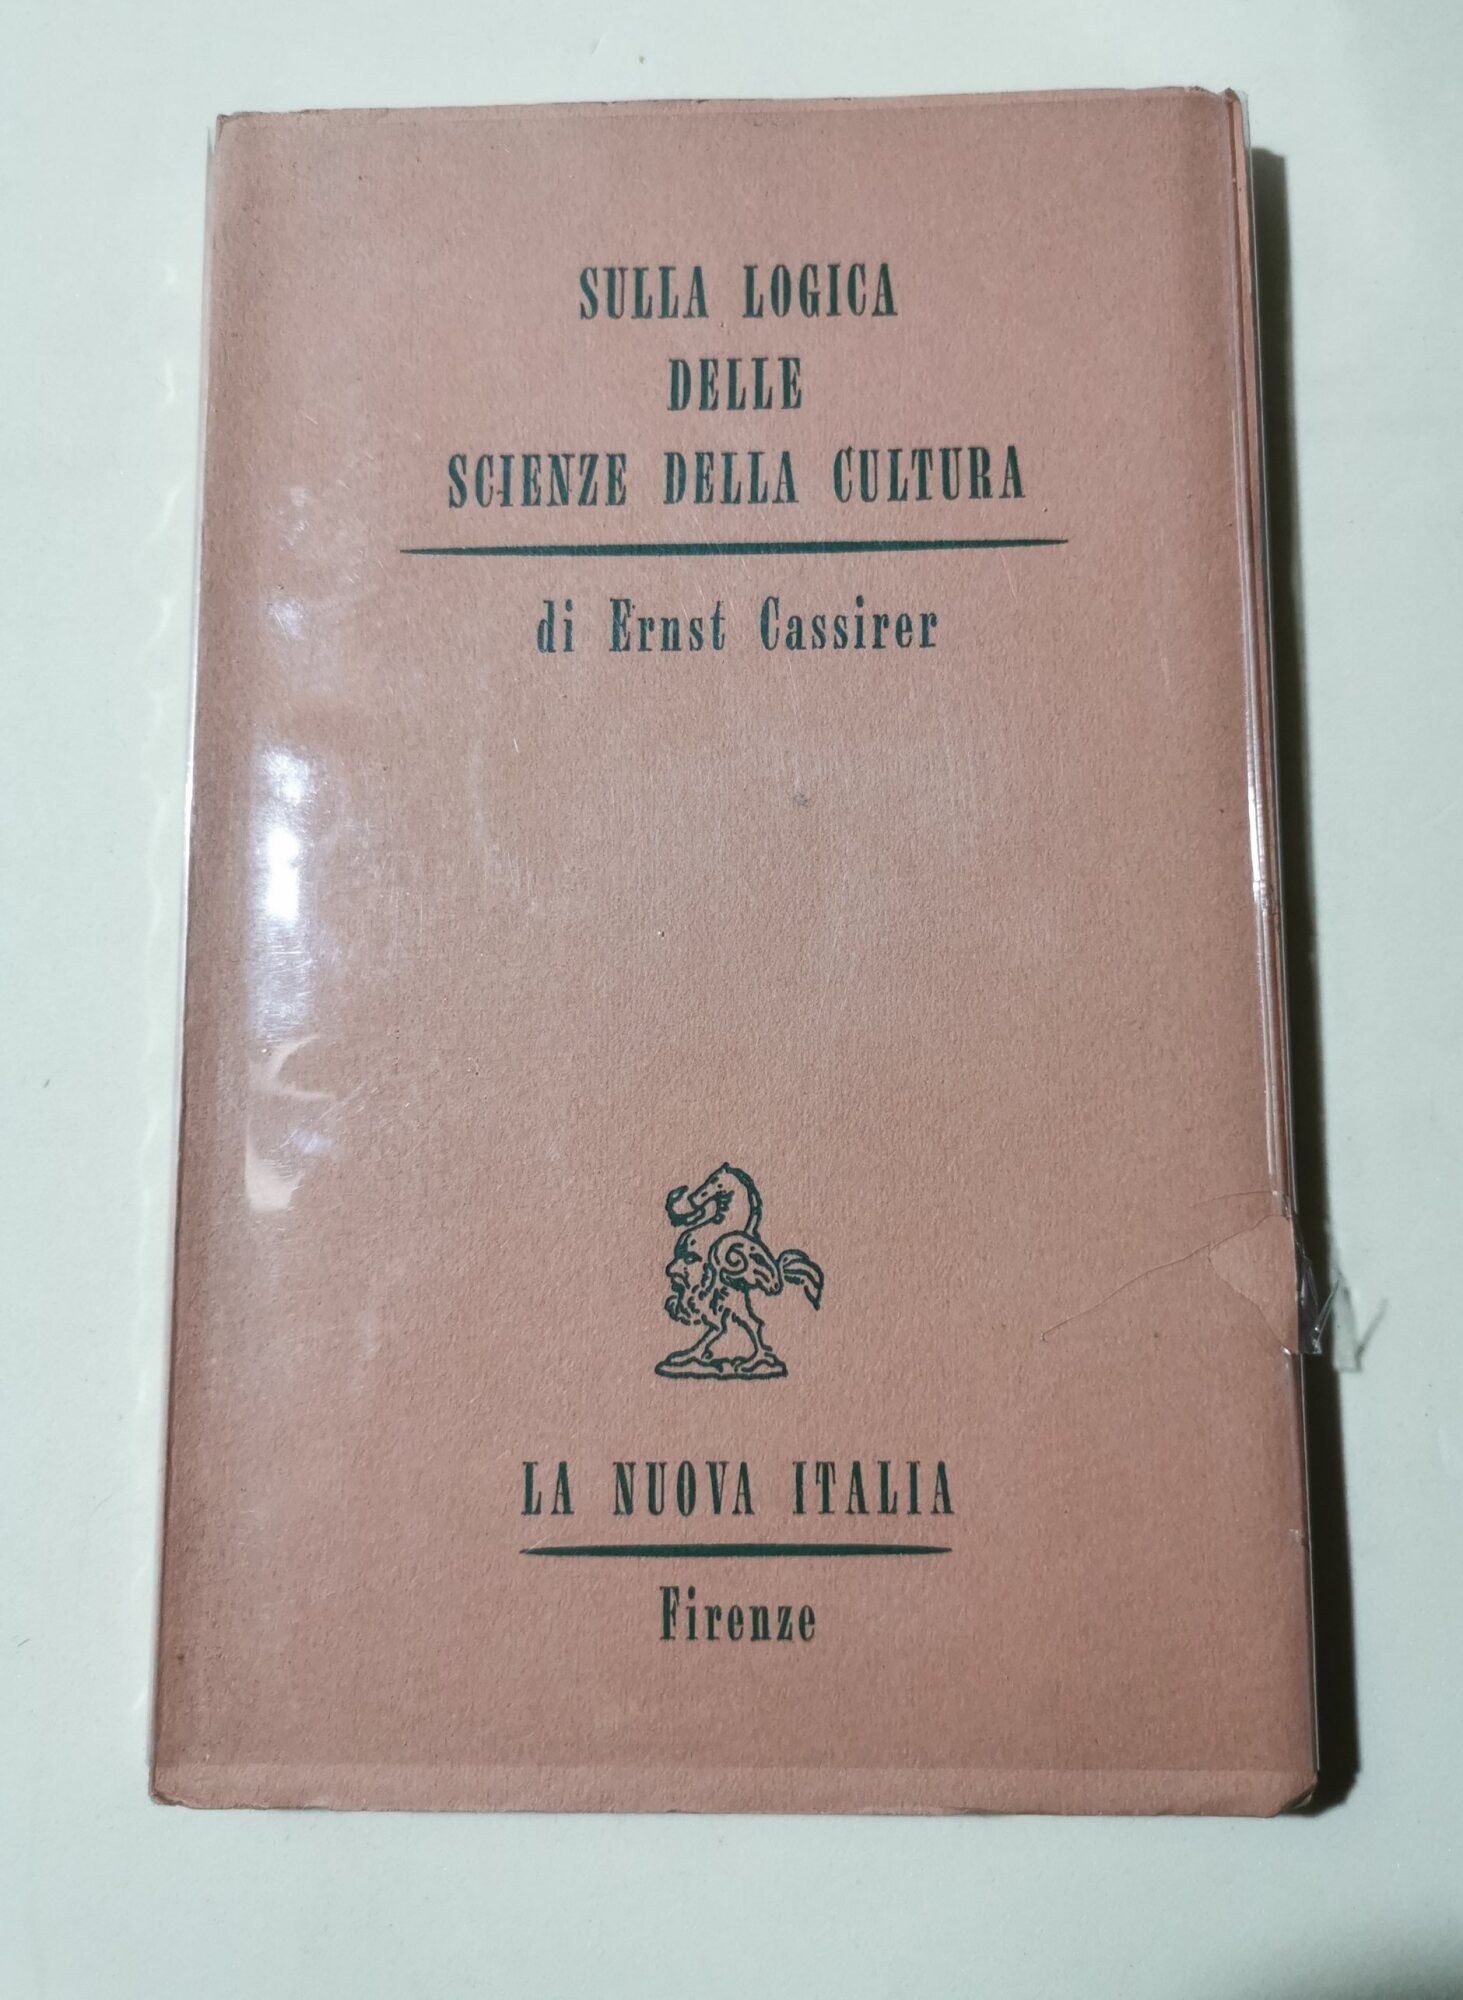 SULLA LOGICA
DELLE
SCIENZE DELLA CULTURA
di Ernst Cassirer
LA NUOVA ITALIA
Firenze